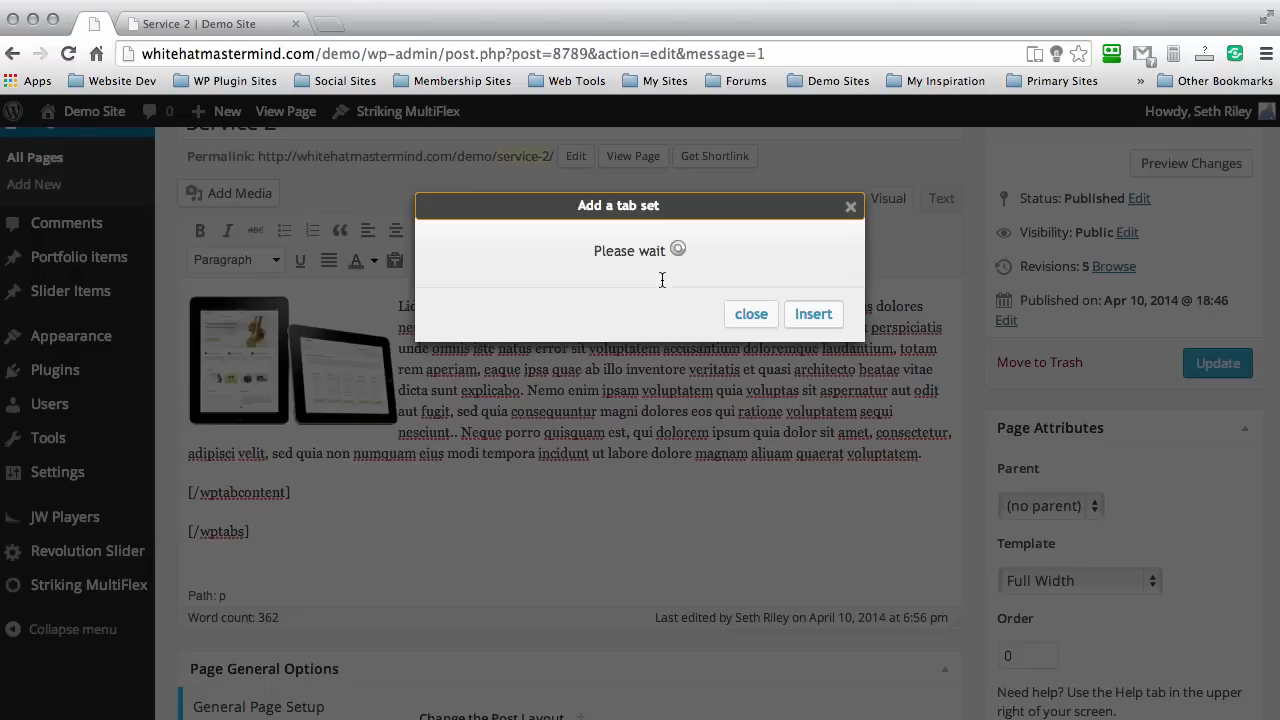 Service 2 | Demo Site
whitehatmastermind.com/demo/wp-admin/post.php?post=8789&action=edit&message=1
Apps Website Dev WP Plugin Sites Social Sites Membership Sites Web Tools My Sites Forums Demo Sites My Inspiration Primary Sites » Other Bookmarks
Demo Site 0 New View Page Striking MultiFlex Howdy, Seth Riley
Service 2
Permalink: http://whitehatmastermind.com/demo/service-2/ Edit View Page Get Shortlink
Add Media Visual Text
ABC
Paragraph A
All Pages
Add New
Comments
Portfolio items
Slider Items
Appearance
Plugins
Users
Tools
Settings
JW Players
Revolution Slider
Striking MultiFlex
Collapse menu
Add a tab set
Please wait
close Insert
dolores
perspiciatis
unde omnis iste natus error sit voluptatem accusantium doloremque laudantium, totam
rem aperiam, eaque ipsa quae ab illo inventore veritatis et quasi architecto beatae vitae
dicta sunt explicabo. Nemo enim ipsam voluptatem quia voluptas sit aspernatur aut odit
aut fugit, sed quia consequuntur magni dolores eos qui ratione voluptatem sequi
nesciunt.. Neque porro quisquam est, qui dolorem ipsum quia dolor sit amet, consectetur,
adipisci velit, sed quia non numquam eius modi tempora incidunt ut labore dolore magnam aliquam quaerat voluptatem.
[/wptabcontent]
[/wptabs]
Path: p
Word count: 362 Last edited by Seth Riley on April 10, 2014 at 6:56 pm
Page General Options
General Page Setup
Change the Post Layout
Preview Changes
Status: Published Edit
Visibility: Public Edit
Revisions: 5 Browse
Published on: Apr 10, 2014 @ 18:46
Edit
Move to Trash Update
Page Attributes
Parent
(no parent)
Template
Full Width
Order
0
Need help? Use the Help tab in the upper
right of your screen.